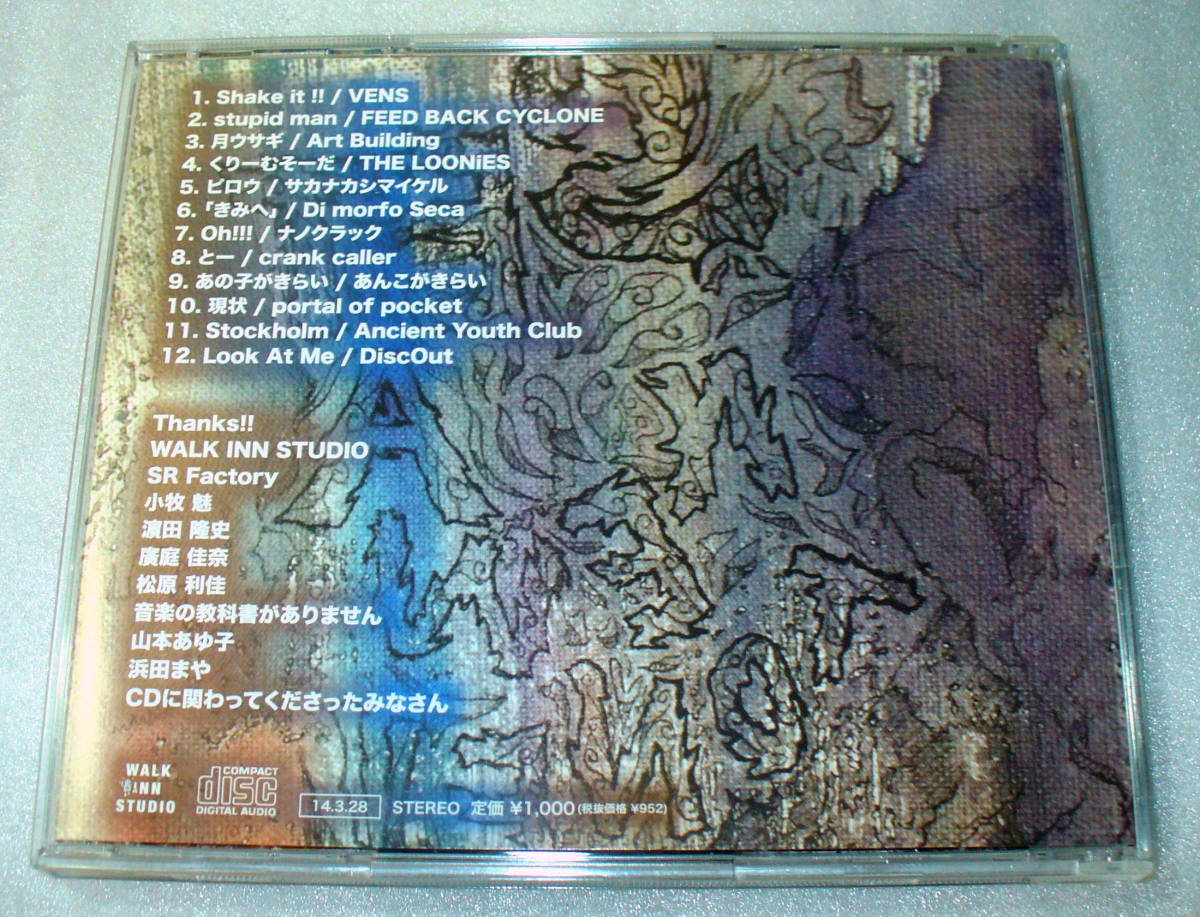 1. Shake it !! / VENS
2. stupid man / FEED BACK CYCLONE
3. 月ウサギ / Art Building
4. くりーむそーだ / THE LOONiES
5. ビロウ / サカナカシマイケル
6. 「きみへ」 / Di morfo Seca
7. Oh!!! / ナノクラック
8. とー / crank caller
9. あの子がきらい / あんこがきらい
10. 現状 / portal of pocket
11. Stockholm / Ancient Youth Club
12. Look At Me / DiscOut
Thanks!!
WALK INN STUDIO
SR Factory
小牧 魅
濵田 隆史
廣庭 佳奈
松原 利佳
音楽の教科書がありません
山本あゆ子
浜田まや
CDに関わってくださったみなさん
WALK INN STUDIO
COMPACT disc DIGITAL AUDIO
14.3.28 STEREO 定価 ¥1,000(税抜価格 ¥952)